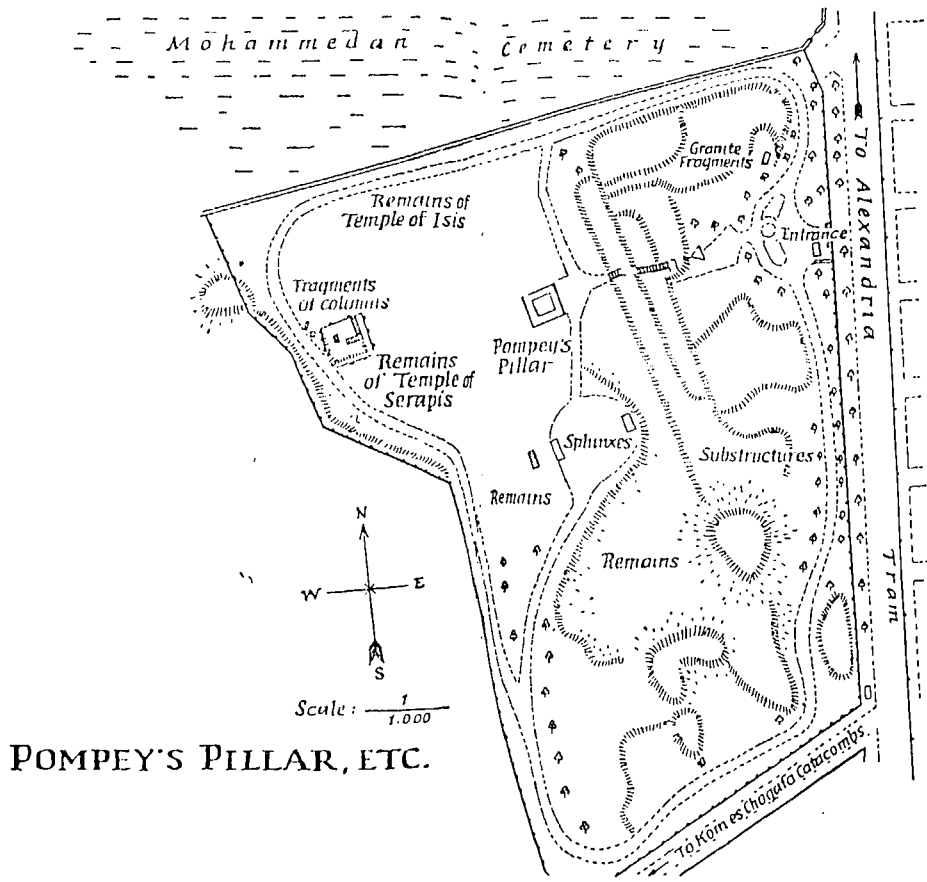 Mohammedan Cemetery
To Alexandria
Granite
Fragments
Remains of
Temple of Isis
Entrance
Fragments
of columns
Pompey's
Pillar
Remains
of Temple of
Serapis
Sphinxes
Substructures
Remains
Remains
N
W E
S
Tram
Scale: 1
1.000
POMPEY'S PILLAR, ETC.
To Kôm es Chogafa Catacombs.